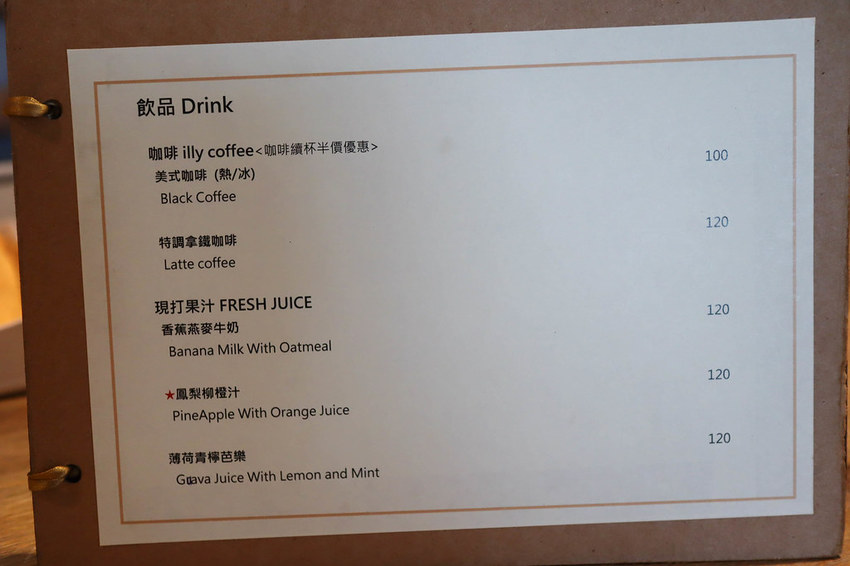 飲品 Drink
咖啡 illy coffee<咖啡續杯半價優惠>
100
美式咖啡 (熱/冰)
Black Coffee
120
特調拿鐵咖啡
Latte coffee
現打果汁 FRESH JUICE
120
香蕉燕麥牛奶
Banana Milk With Oatmeal
120
★鳳梨柳橙汁
PineApple With Orange Juice
120
薄荷青檸芭樂
Guava Juice With Lemon and Mint